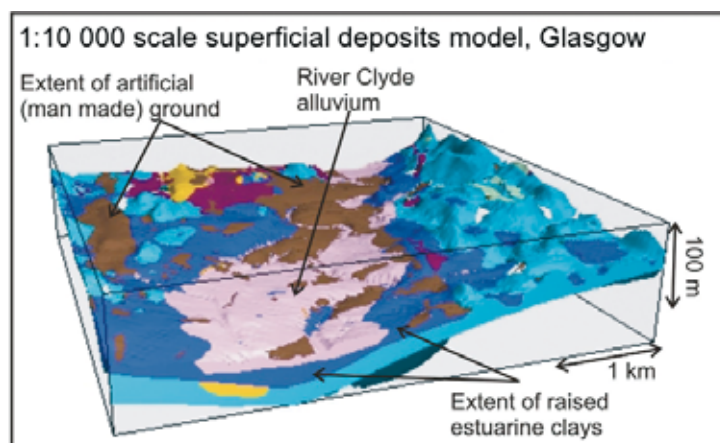 1:10 000 scale superficial deposits model, Glasgow
Extent of artificial
(man made) ground
River Clyde
alluvium
100 m
1 km
Extent of raised
estuarine clays